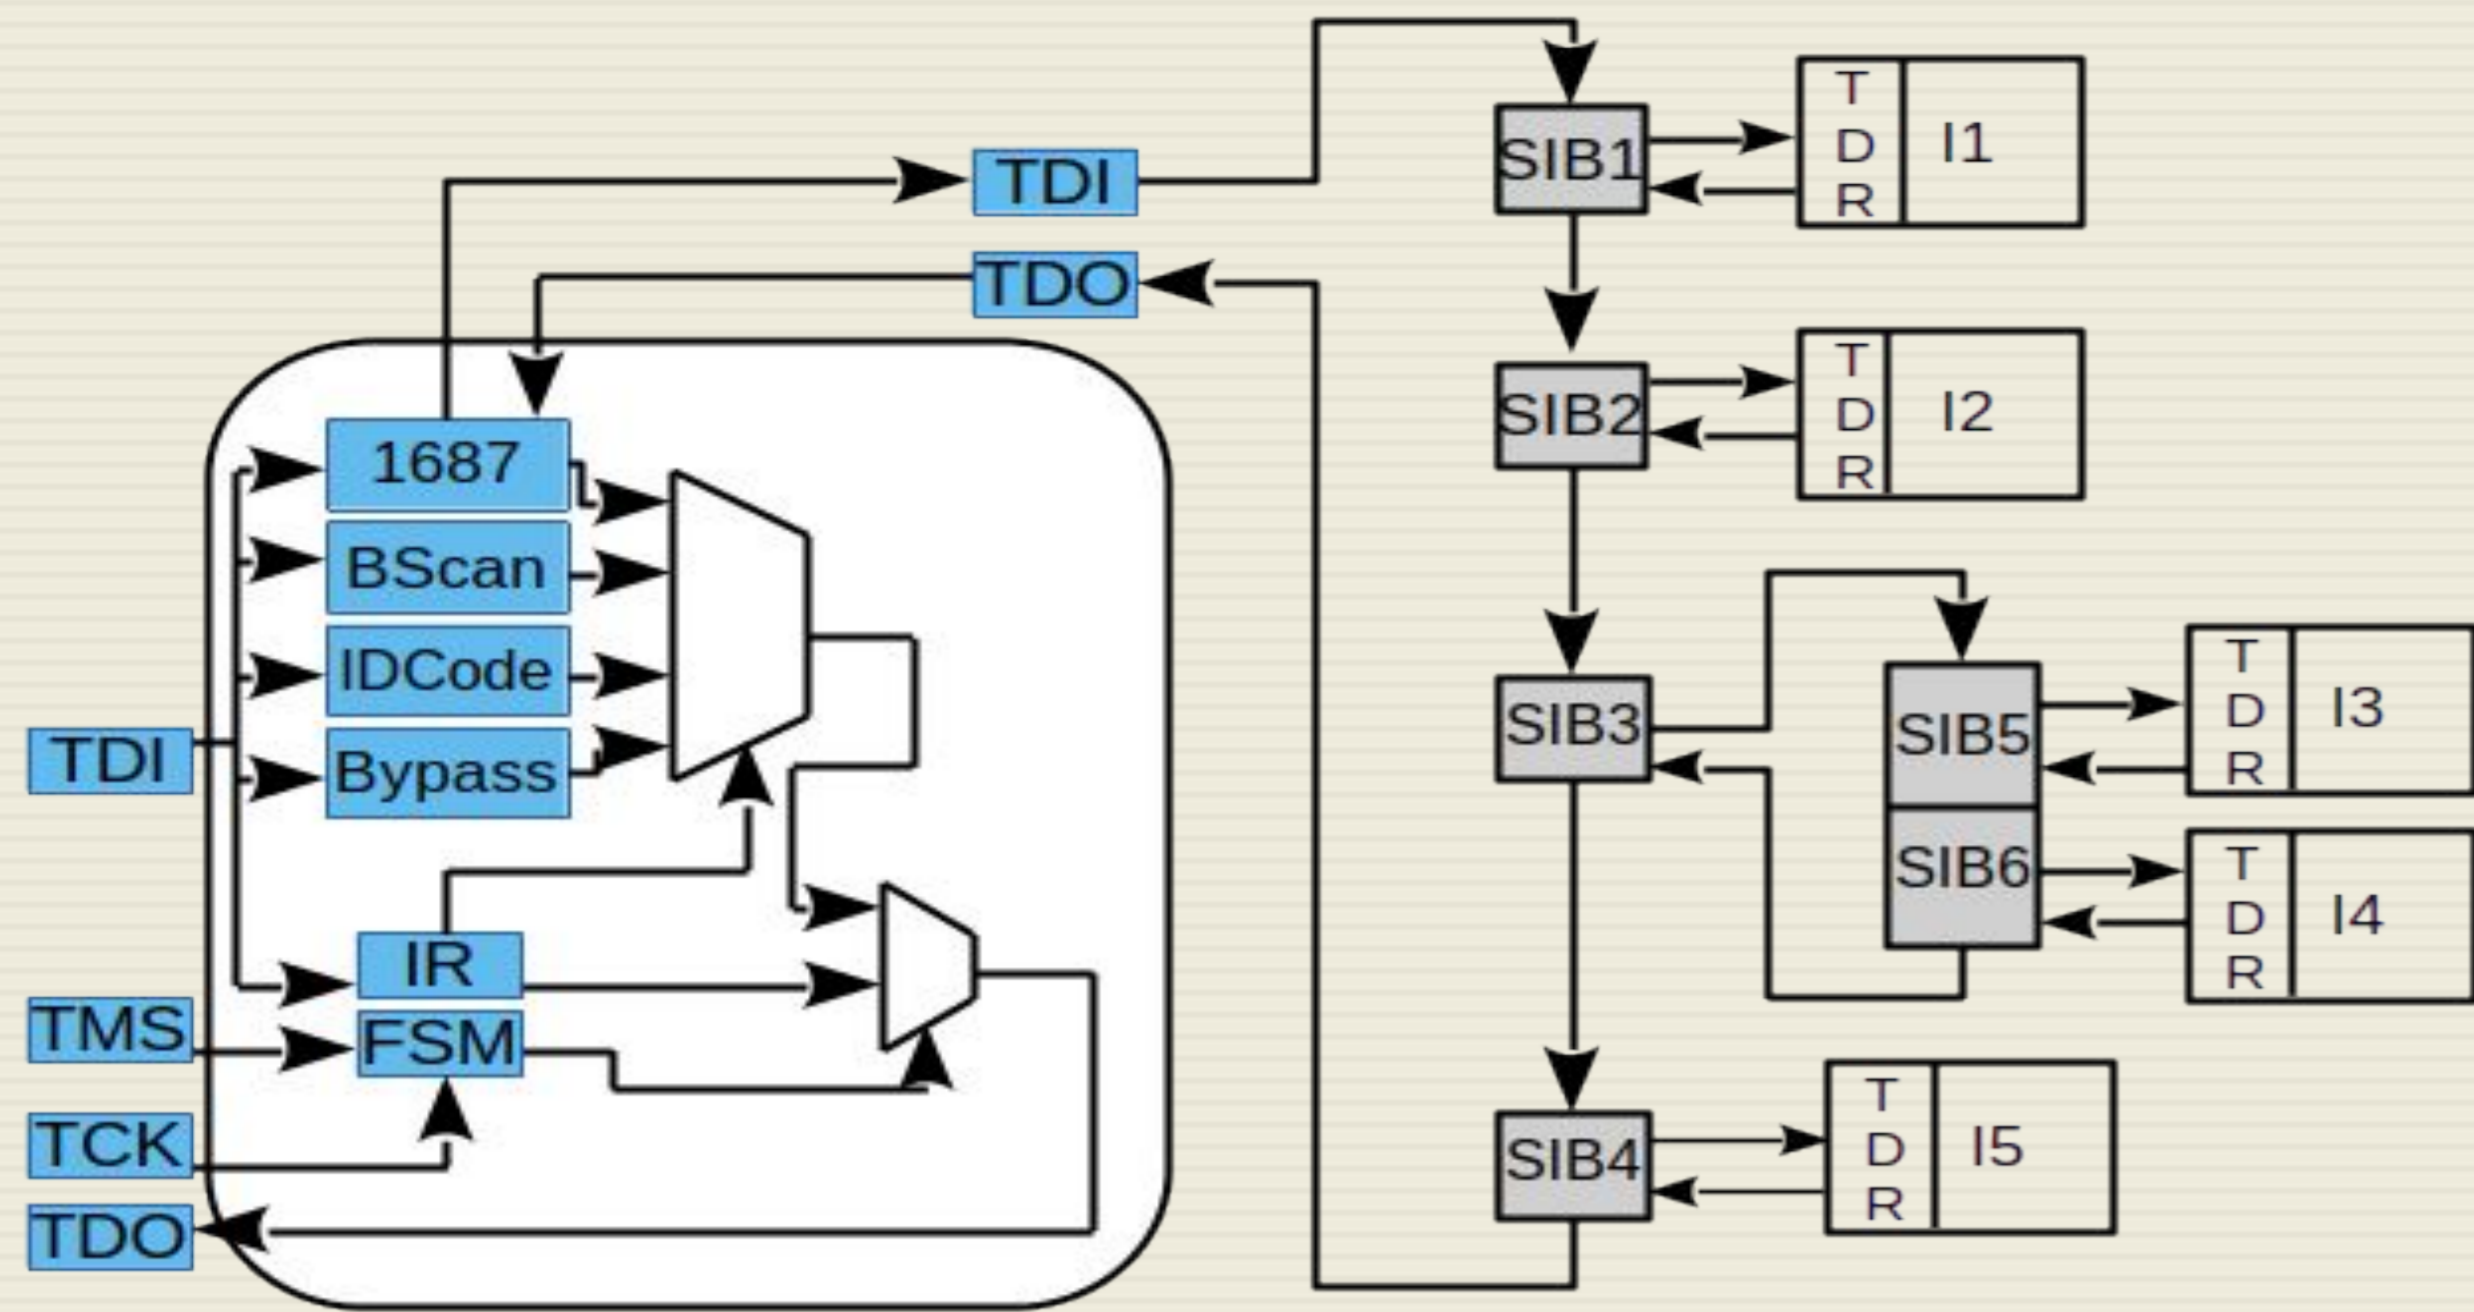 TDI
TDO
1687
BScan
IDCode
Bypass
TDI
IR
TMS
FSM
TCK
TDO
SIB1
T
D
R
I1
SIB2
T
D
R
I2
SIB3
SIB5
T
D
R
I3
SIB6
T
D
R
I4
SIB4
T
D
R
I5